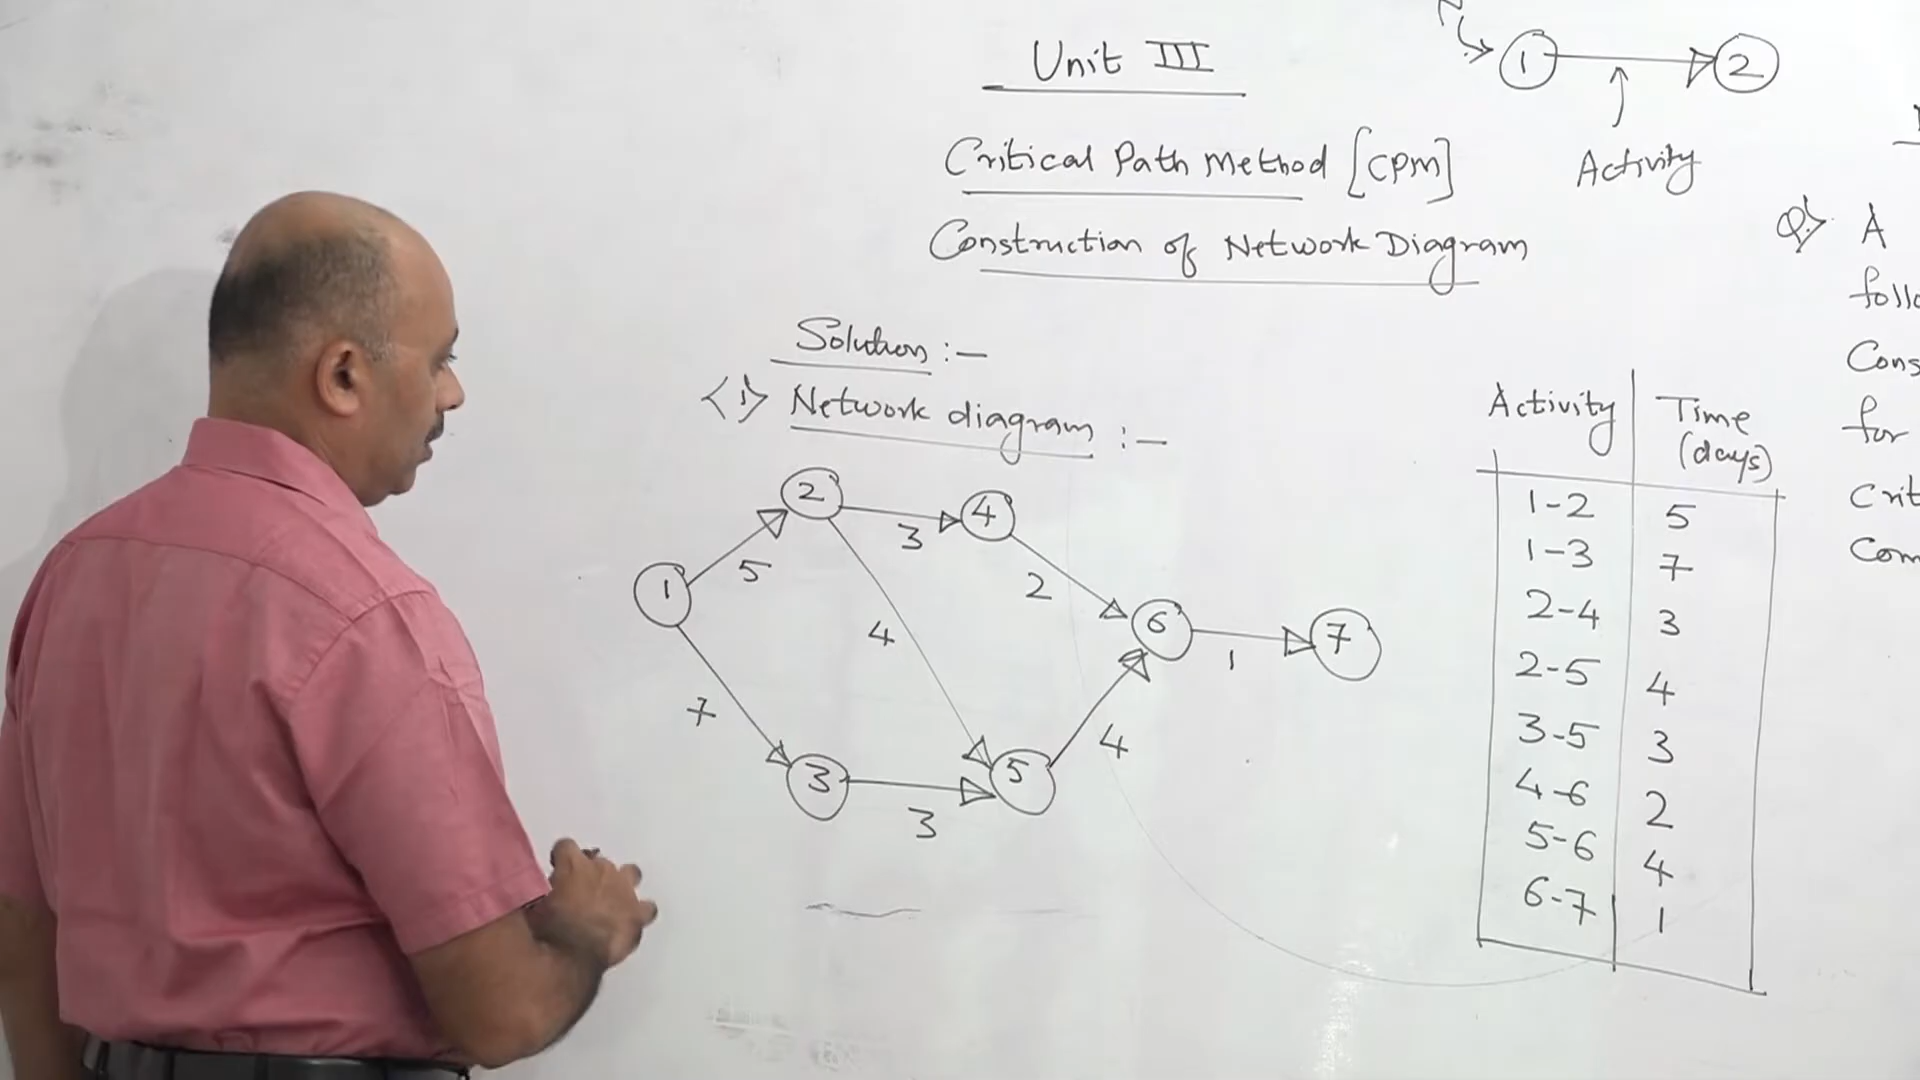 Unit III
1 2
Activity
Critical Path Method [CPM]
Construction of Network Diagram
Q> A
Solution :—
<1> Network diagram :—
2 3 4
1 5 4 2 6 1 7
7 3 3 5 4
Activity Time (days)
1-2 5
1-3 7
2-4 3
2-5 4
3-5 3
4-6 2
5-6 4
6-7 1
for